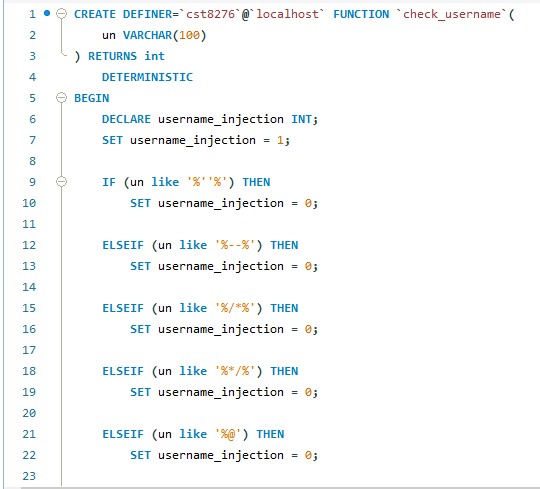 1 CREATE DEFINER=`cst8276`@`localhost` FUNCTION `check_username`(
2 un VARCHAR(100)
3 ) RETURNS int
4 DETERMINISTIC
5 BEGIN
6 DECLARE username_injection INT;
7 SET username_injection = 1;
8
9 IF (un like '%''%') THEN
10 SET username_injection = 0;
11
12 ELSEIF (un like '%--%') THEN
13 SET username_injection = 0;
14
15 ELSEIF (un like '%/*%') THEN
16 SET username_injection = 0;
17
18 ELSEIF (un like '%*/%') THEN
19 SET username_injection = 0;
20
21 ELSEIF (un like '%@') THEN
22 SET username_injection = 0;
23